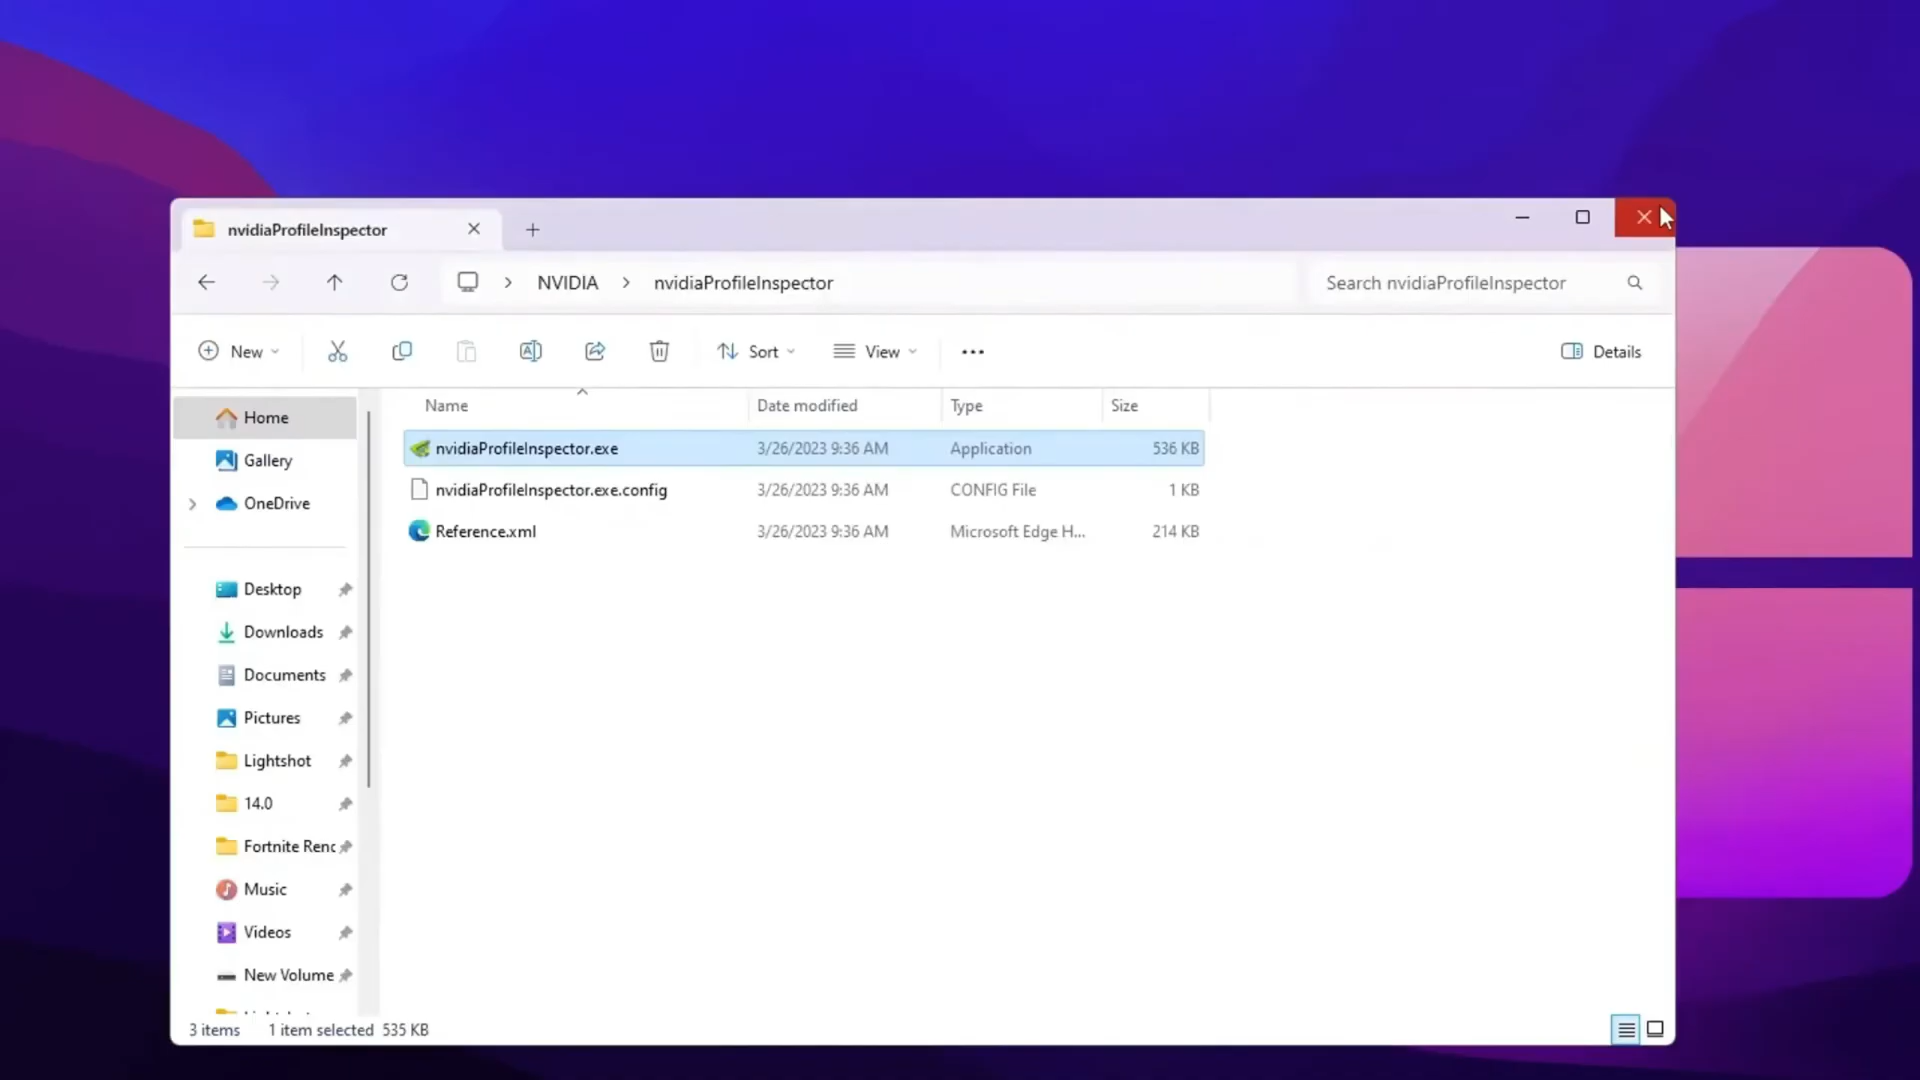 nvidiaProfileInspector
NVIDIA nvidiaProfileInspector Search nvidiaProfileInspector
New Sort View Details
Name Date modified Type Size
nvidiaProfileInspector.exe 3/26/2023 9:36 AM Application 536 KB
nvidiaProfileInspector.exe.config 3/26/2023 9:36 AM CONFIG File 1 KB
Reference.xml 3/26/2023 9:36 AM Microsoft Edge H... 214 KB
Home
Gallery
OneDrive
Desktop
Downloads
Documents
Pictures
Lightshot
14.0
Fortnite Renc
Music
Videos
New Volume
3 items 1 item selected 535 KB